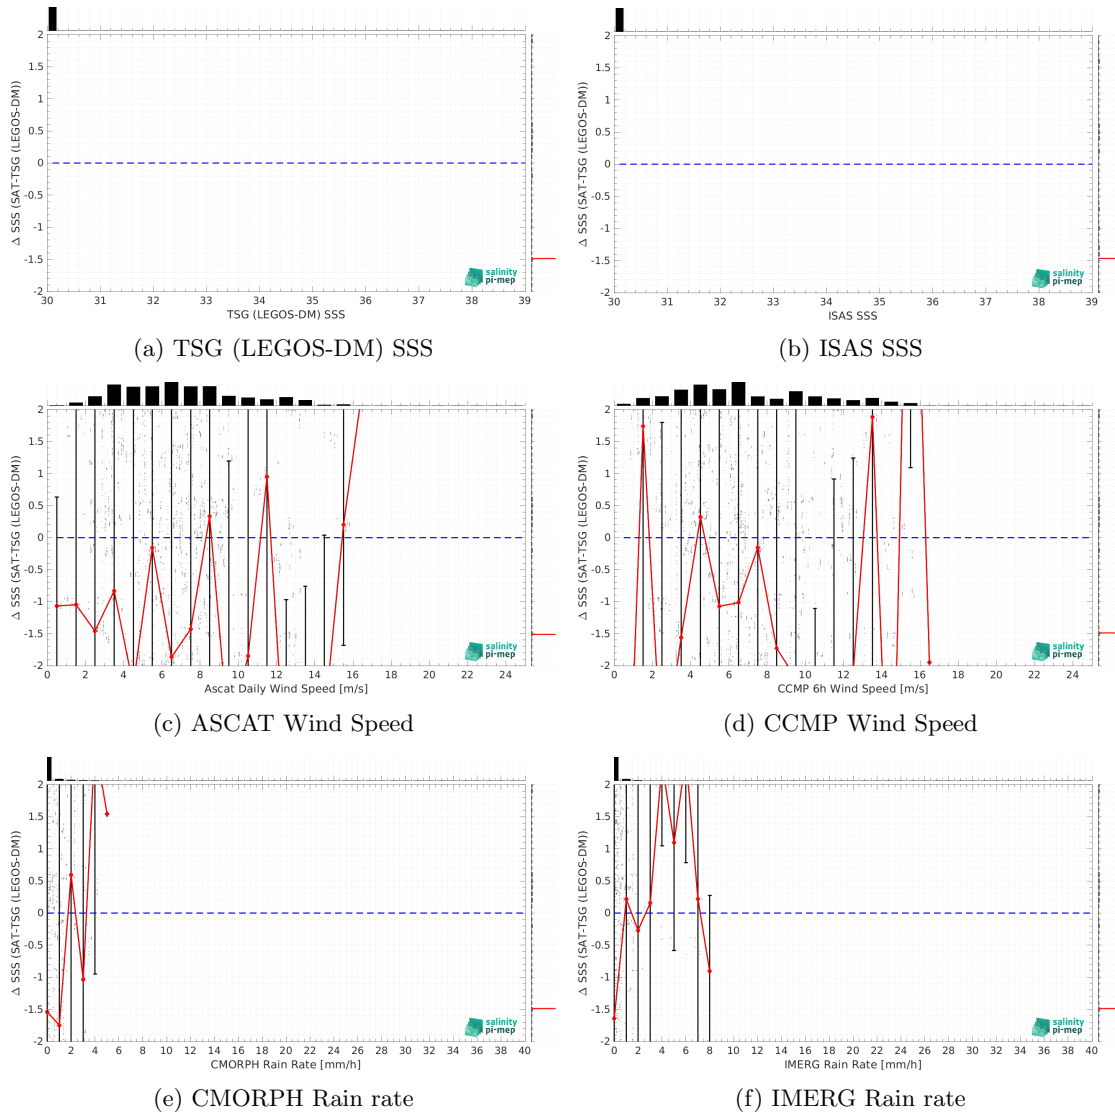 2
1.5
1
0.5
0
-0.5
-1
-1.5
-2
Δ SSS (SAT-TSG (LEGOS-DM))
30 31 32 33 34 35 36 37 38 39
TSG (LEGOS-DM) SSS
salinity
pi-mep
(a) TSG (LEGOS-DM) SSS
2
1.5
1
0.5
0
-0.5
-1
-1.5
-2
Δ SSS (SAT-TSG (LEGOS-DM))
30 31 32 33 34 35 36 37 38 39
ISAS SSS
salinity
pi-mep
(b) ISAS SSS
2
1.5
1
0.5
0
-0.5
-1
-1.5
-2
Δ SSS (SAT-TSG (LEGOS-DM))
0 2 4 6 8 10 12 14 16 18 20 22 24
Ascat Daily Wind Speed [m/s]
salinity
pi-mep
(c) ASCAT Wind Speed
2
1.5
1
0.5
0
-0.5
-1
-1.5
-2
Δ SSS (SAT-TSG (LEGOS-DM))
0 2 4 6 8 10 12 14 16 18 20 22 24
CCMP 6h Wind Speed [m/s]
salinity
pi-mep
(d) CCMP Wind Speed
2
1.5
1
0.5
0
-0.5
-1
-1.5
-2
Δ SSS (SAT-TSG (LEGOS-DM))
0 2 4 6 8 10 12 14 16 18 20 22 24 26 28 30 32 34 36 38 40
CMORPH Rain Rate [mm/h]
salinity
pi-mep
(e) CMORPH Rain rate
2
1.5
1
0.5
0
-0.5
-1
-1.5
-2
Δ SSS (SAT-TSG (LEGOS-DM))
0 2 4 6 8 10 12 14 16 18 20 22 24 26 28 30 32 34 36 38 40
IMERG Rain Rate [mm/h]
salinity
pi-mep
(f) IMERG Rain rate